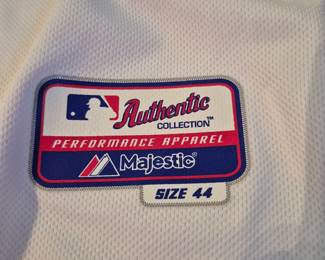 Authentic
COLLECTION™
PERFORMANCE APPAREL
Majestic®
SIZE 44